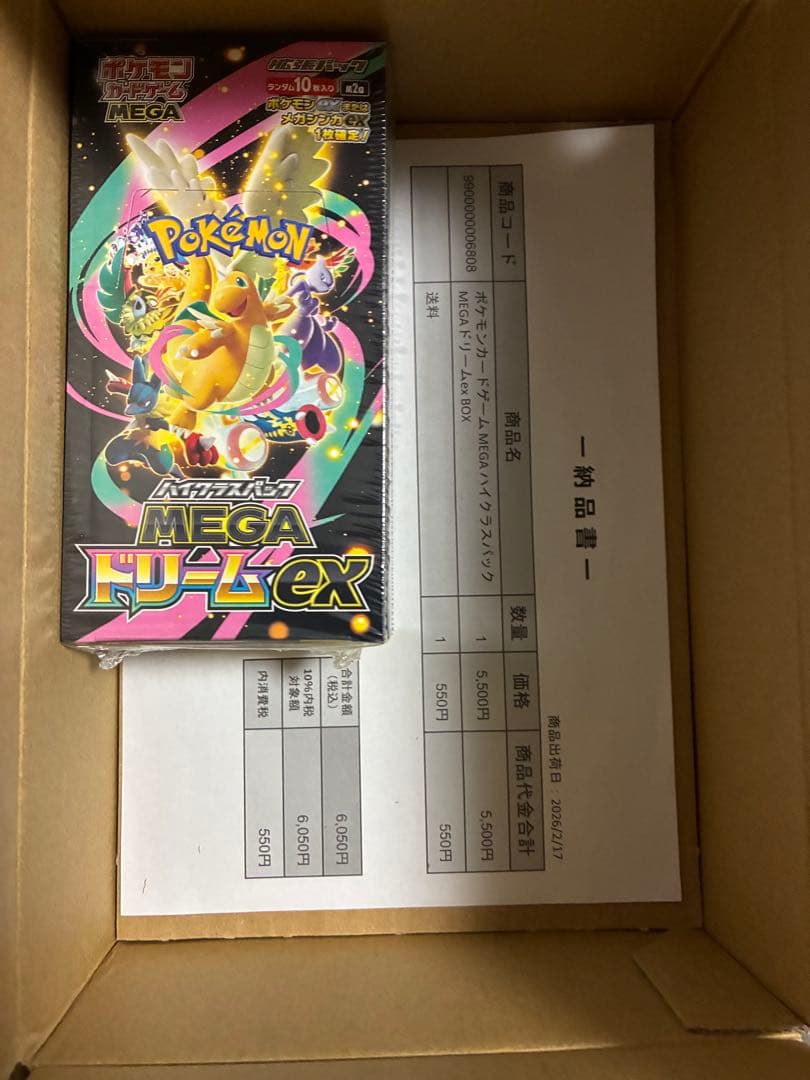 ポケモン
カードゲーム
MEGA
ハイクラスパック
ランダム10枚入り
ポケモンexまたは
メガシンカex
1枚確定!
POKÉMON
ハイクラスパック
MEGA
ドリームex
ー納品書ー
商品出荷日:2026/2/17
商品コード 商品名 数量 価格 商品代金合計
9900000006808 ポケモンカードゲーム MEGA ハイクラスパック 1 5,500円 5,500円
MEGAドリームex BOX
送料 1 550円 550円
合計金額
(税込) 6,050円
10%内税
対象額 6,050円
内消費税 550円